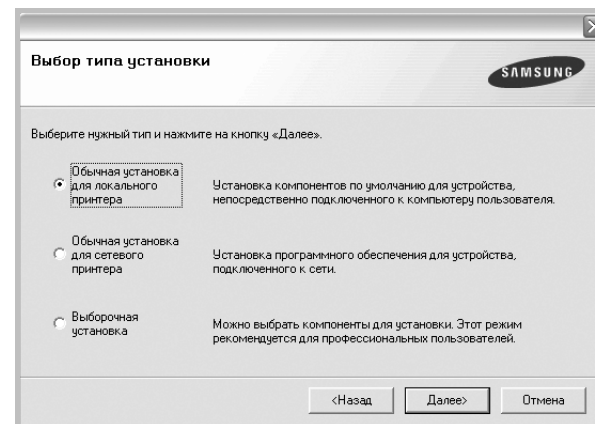 Выбор типа установки
SAMSUNG
Выберите нужный тип и нажмите на кнопку «Далее».
Обычная установка
для локального
принтера
Установка компонентов по умолчанию для устройства,
непосредственно подключенного к компьютеру пользователя.
Обычная установка
для сетевого
принтера
Установка программного обеспечения для устройства,
подключенного к сети.
Выборочная
установка
Можно выбрать компоненты для установки. Этот режим
рекомендуется для профессиональных пользователей.
<Назад
Далее>
Отмена